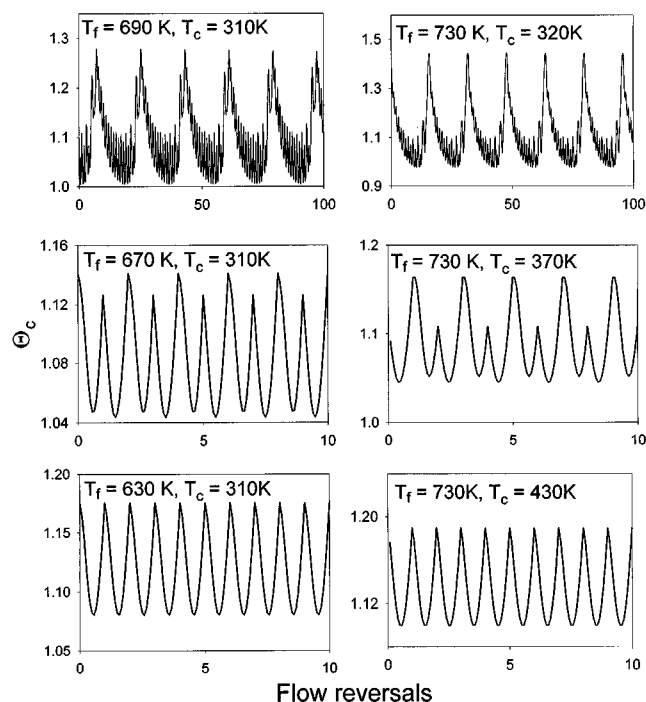 T_f = 690 K, T_c = 310K
1.3
1.2
1.1
1.0
0 50 100
T_f = 730 K, T_c = 320K
1.5
1.3
1.1
0.9
0 50 100
Θ_c
T_f = 670 K, T_c = 310K
1.16
1.12
1.08
1.04
0 5 10
T_f = 730 K, T_c = 370K
1.2
1.1
1.0
0 5 10
T_f = 630 K, T_c = 310K
1.20
1.15
1.10
1.05
0 5 10
T_f = 730K, T_c = 430K
1.20
1.12
0 5 10
Flow reversals